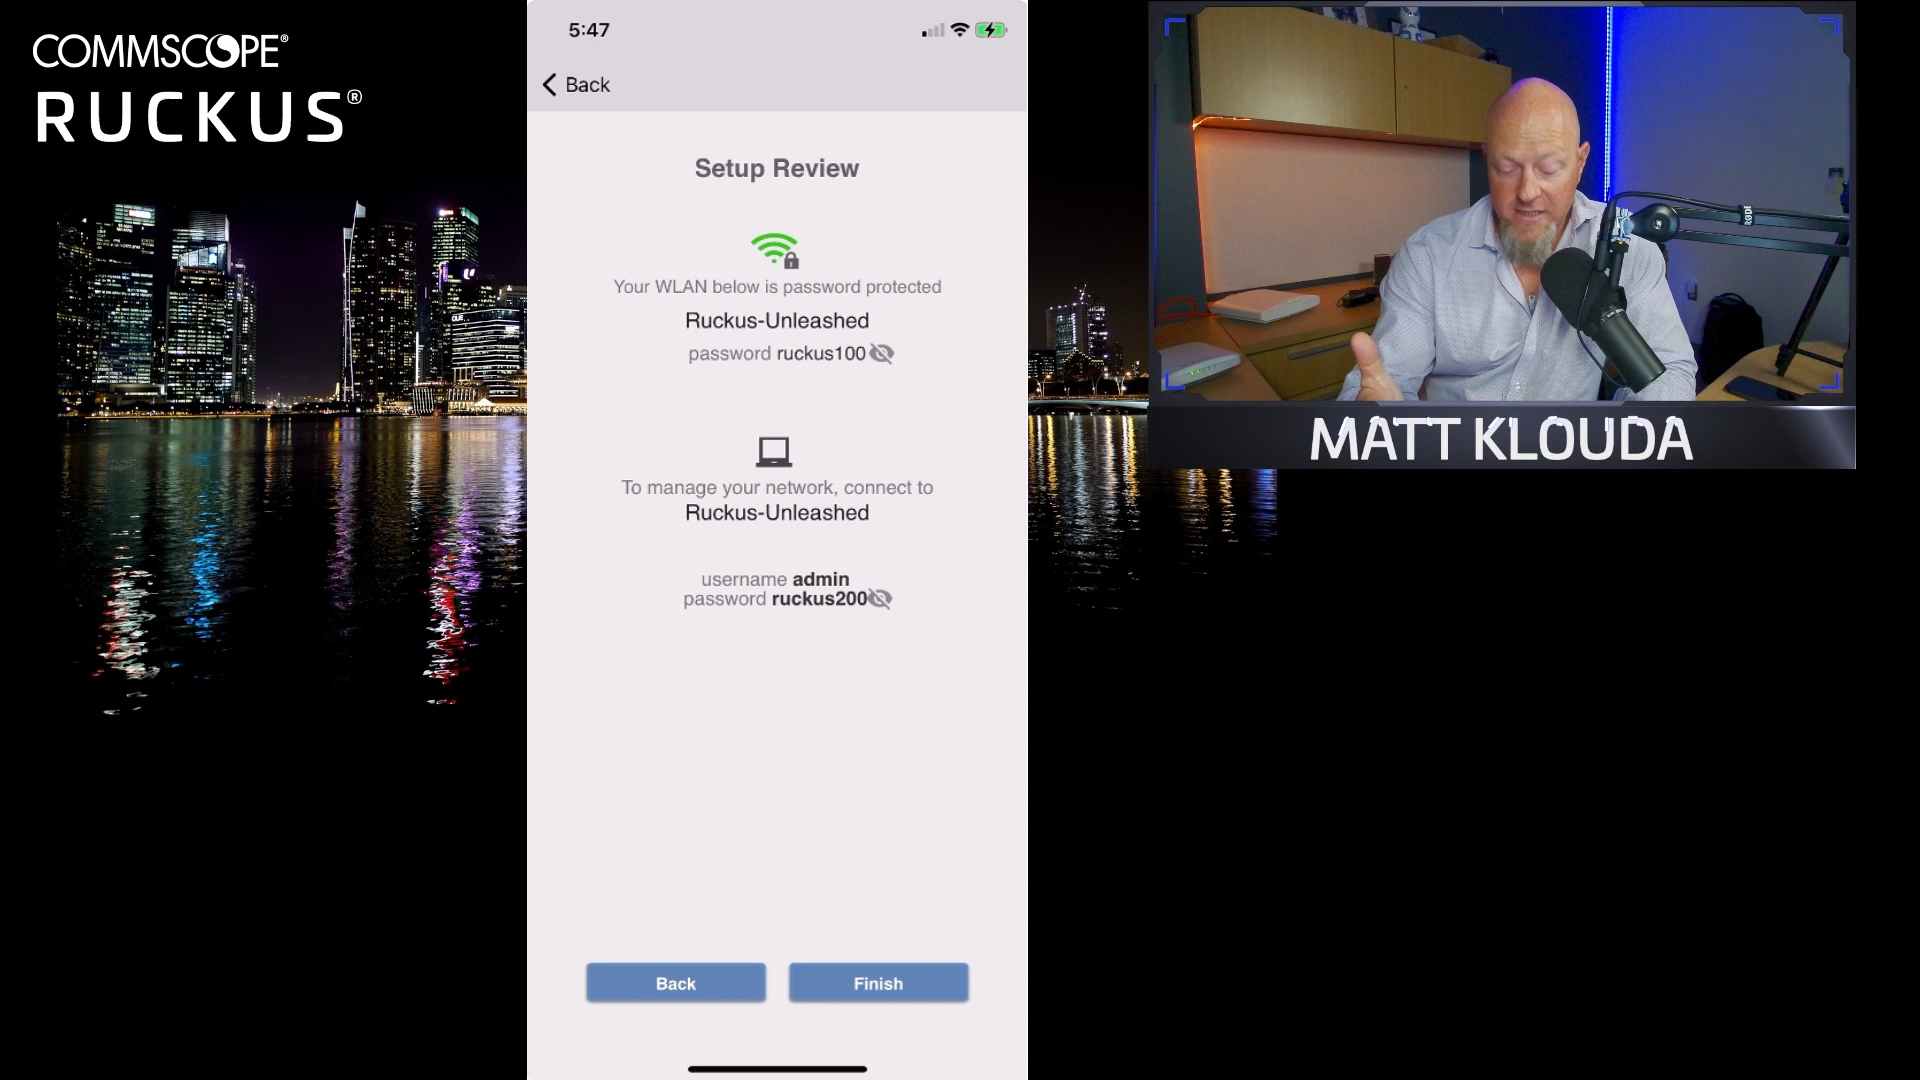 COMMSCOPE®
RUCKUS®
5:47
Back
Setup Review
Your WLAN below is password protected
Ruckus-Unleashed
password ruckus100
To manage your network, connect to
Ruckus-Unleashed
username admin
password ruckus200
Back
Finish
RODE
MATT KLOUDA